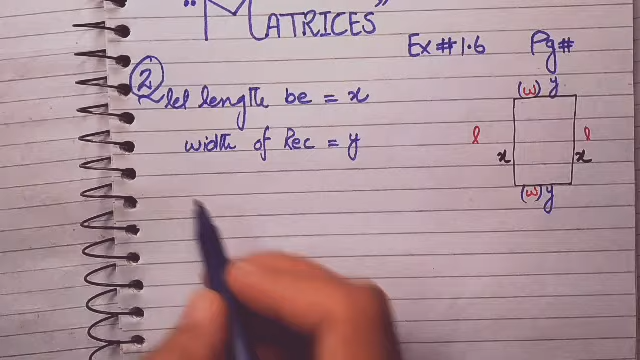 "MATRICES"
Ex # 1.6 Pg #
② let length be = x
width of Rec = y
(w) y
l l
x x
(w) y